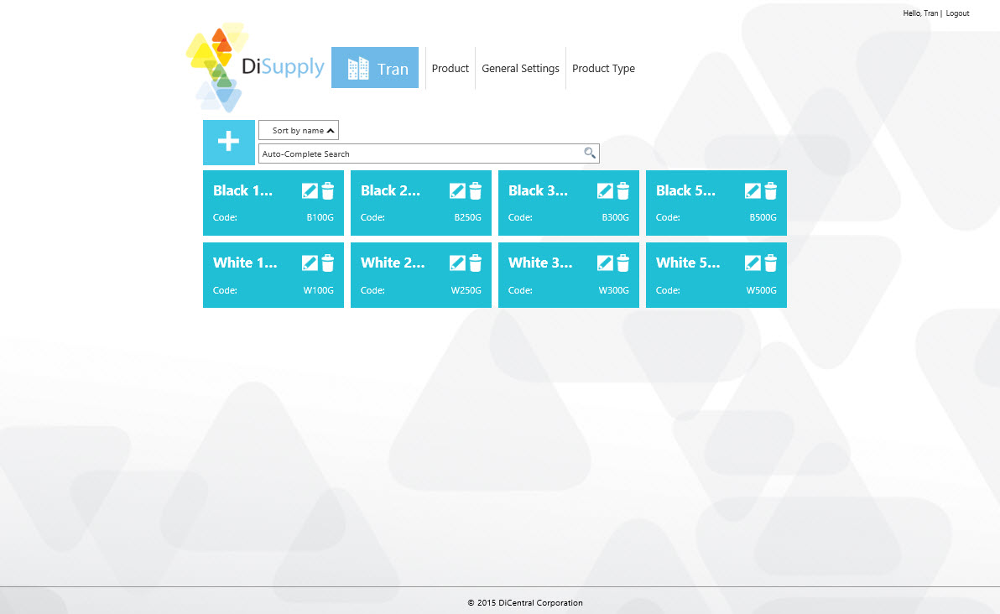 Hello, Tran | Logout
DiSupply
Tran
Product
General Settings
Product Type
+
Sort by name
Auto-Complete Search
Black 1... Black 2... Black 3... Black 5...
Code: B100G Code: B250G Code: B300G Code: B500G
White 1... White 2... White 3... White 5...
Code: W100G Code: W250G Code: W300G Code: W500G
© 2015 DiCentral Corporation